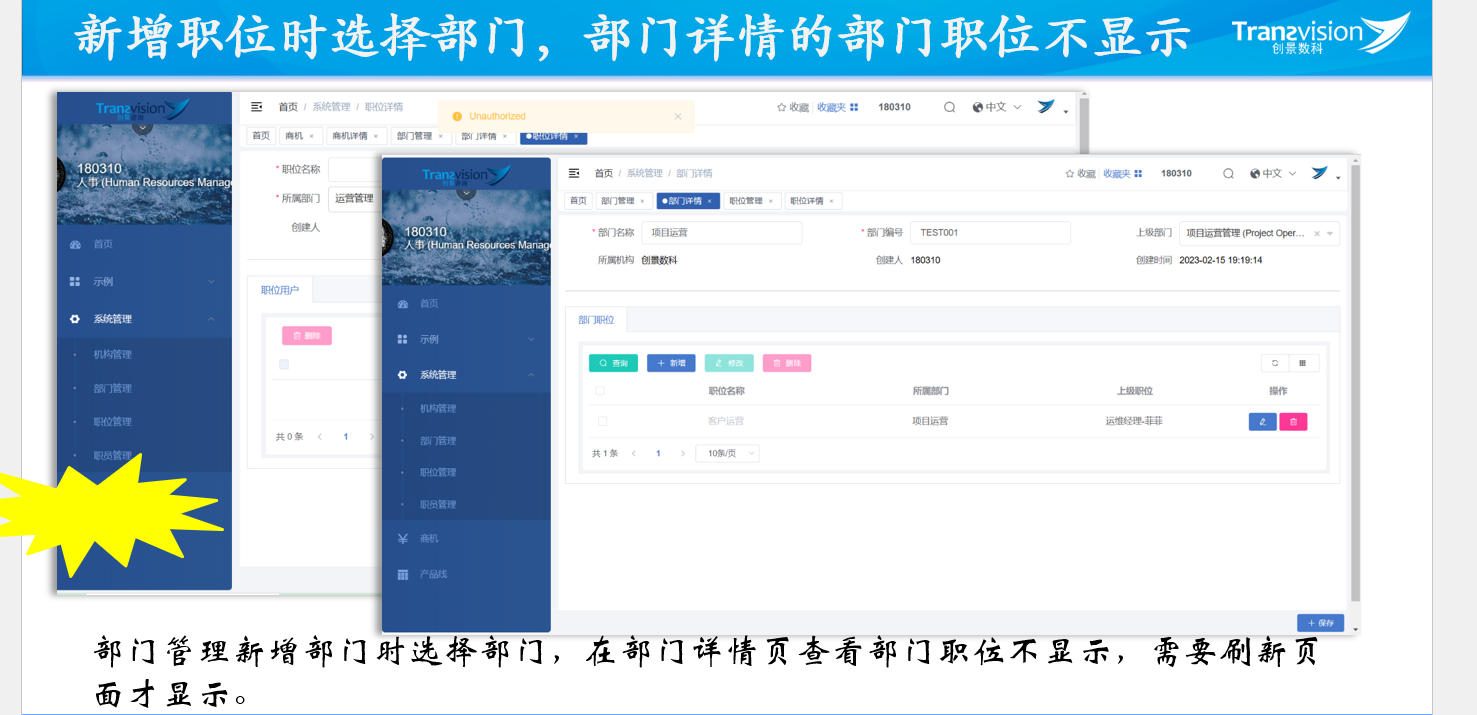 新增职位时选择部门，部门详情的部门职位不显示
Tranzvision
创景数科
Tranzvision
180310
人事 (Human Resources Manag
首页
示例
系统管理
机构管理
部门管理
职位管理
职员管理
首页 / 系统管理 / 职位详情
Unauthorized ×
收藏 收藏夹 180310 中文
首页 商机 × 商机详情 × 部门管理 × 部门详情 × 职位详情 ×
* 职位名称
* 所属部门 运营管理
创建人
职位用户
删除
共 0 条 < 1 >
Tranzvision
180310
人事 (Human Resources Manag
首页
示例
系统管理
机构管理
部门管理
职位管理
职员管理
商机
产品线
首页 / 系统管理 / 部门详情
收藏 收藏夹 180310 中文
首页 部门管理 × 部门详情 × 职位管理 × 职位详情 ×
* 部门名称 项目运营 * 部门编号 TEST001 上级部门 项目运营管理 (Project Oper... ×
所属机构 创景数科 创建人 180310 创建时间 2023-02-15 19:19:14
部门职位
查询 + 新增 修改 删除
职位名称 所属部门 上级职位 操作
客户运营 项目运营 运维经理-菲菲
共 1 条 < 1 > 10条/页
+ 保存
部门管理新增部门时选择部门，在部门详情页查看部门职位不显示，需要刷新页
面才显示。